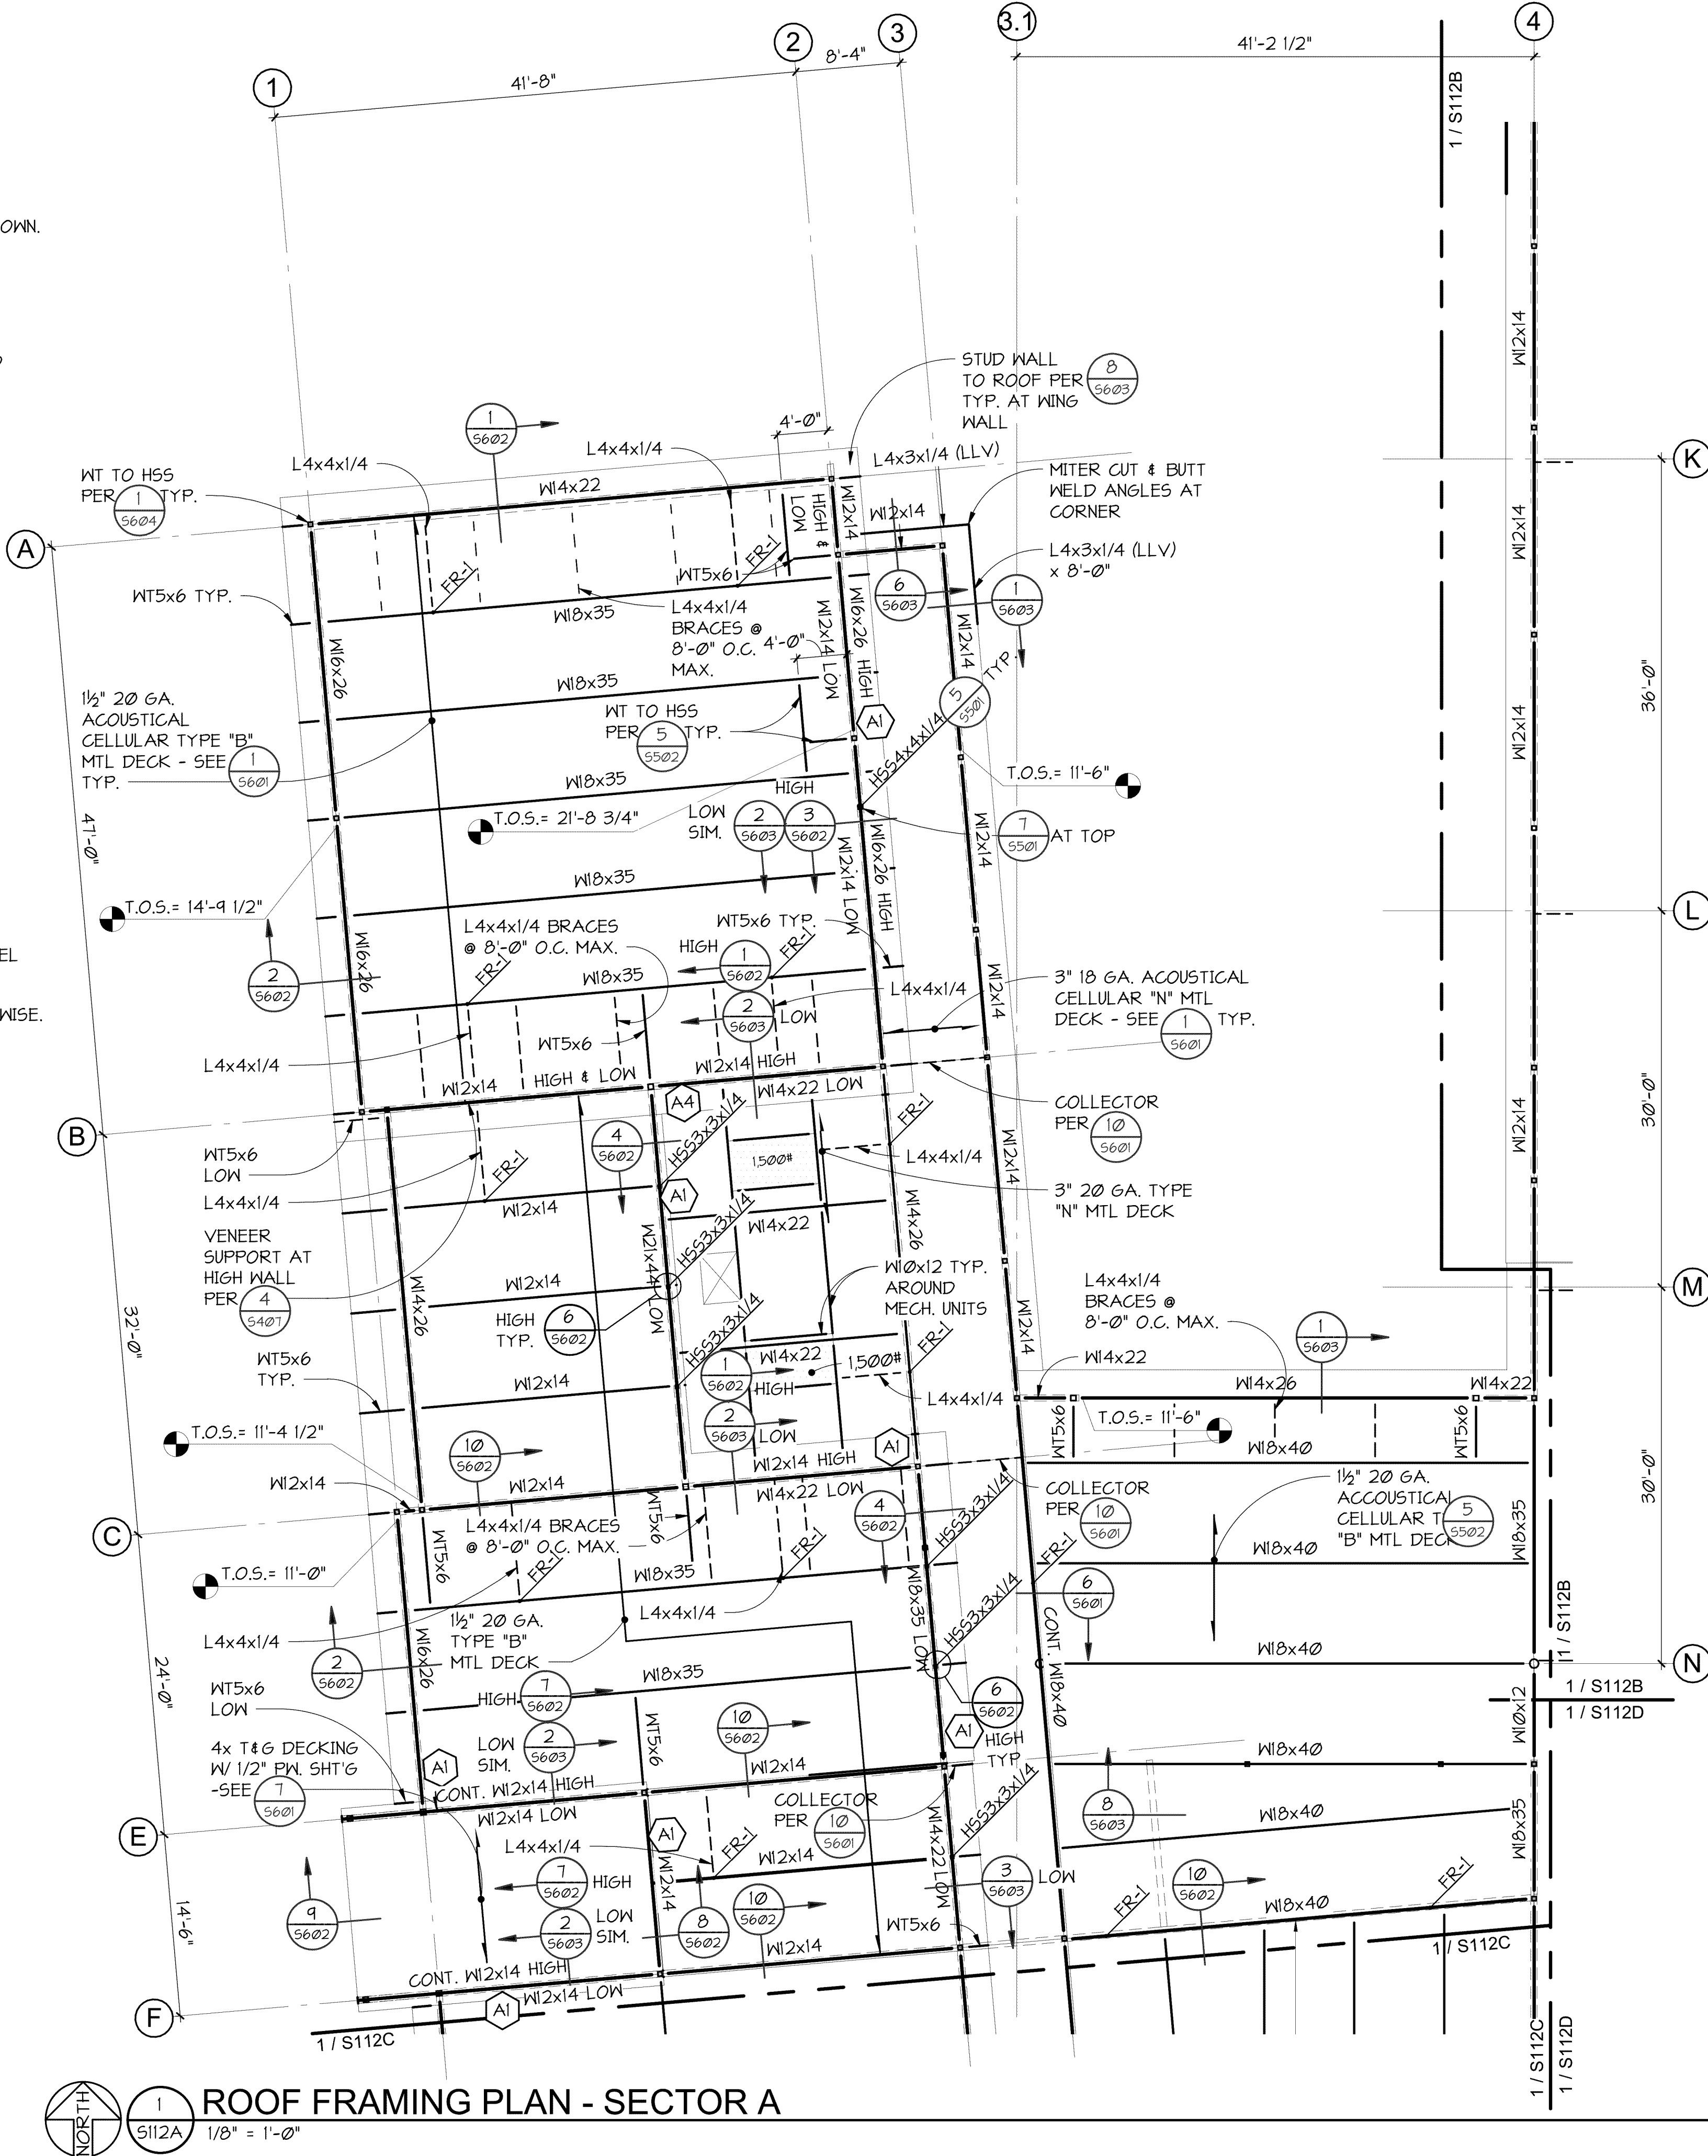 1
2
3
3.1
4
41'-8"
8'-4"
41'-2 1/2"
1 / S112B
OWN.
W12x14
STUD WALL
TO ROOF PER
TYP. AT WING
WALL
8
S603
1
S602
4'-0"
L4x4x1/4
L4x4x1/4
L4x3x1/4 (LLV)
K
WT TO HSS
PER
TYP.
1
S604
W14x22
MITER CUT & BUTT
WELD ANGLES AT
CORNER
HIGH &
LOW
W12x14
W12x14
W12x14
A
L4x3x1/4 (LLV)
x 8'-0"
FR-1
FR-1
WT5x6
6
S603
1
S603
WT5x6 TYP.
W18x35
L4x4x1/4
BRACES @
8'-0" O.C.
MAX.
4'-0"
W16x26
W12x14 LOW
W16x26 HIGH
W12x14
TYP.
5
S501
36'-0"
W18x35
1½" 20 GA.
ACOUSTICAL
CELLULAR TYPE "B"
MTL DECK - SEE
TYP.
1
S601
WT TO HSS
PER
TYP.
5
S502
A1
HSS4x4x1/4
W12x14
W18x35
HIGH
T.O.S.= 11'-6"
47'-0"
T.O.S.= 21'-8 3/4"
LOW
SIM.
2
S603
3
S602
7
S501
AT TOP
W12x14
W12x14 LOW
W16x26 HIGH
W18x35
T.O.S.= 14'-9 1/2"
L
L4x4x1/4 BRACES
@ 8'-0" O.C. MAX.
WT5x6 TYP.
HIGH
1
S602
FR-1
FR-1
EL
W16x26
W18x35
2
S602
L4x4x1/4
W12x14
3" 18 GA. ACOUSTICAL
CELLULAR "N" MTL
DECK - SEE
TYP.
1
S601
WISE.
2
S603
LOW
WT5x6
L4x4x1/4
W12x14
HIGH & LOW
W12x14 HIGH
W14x22 LOW
30'-0"
W12x14
A4
COLLECTOR
PER
10
S601
B
4
S602
HSS3x3x1/4
FR-1
WT5x6
LOW
1,500#
L4x4x1/4
W12x14
FR-1
L4x4x1/4
A1
3" 20 GA. TYPE
"N" MTL DECK
W12x14
W14x22
VENEER
SUPPORT AT
HIGH WALL
PER
4
S407
W21x44 LOW
HSS3x3x1/4
W14x26
W14x26
W12x14
W10x12 TYP.
AROUND
MECH. UNITS
L4x4x1/4
BRACES @
8'-0" O.C. MAX.
M
32'-0"
HIGH
TYP.
6
S602
HSS3x3x1/4
FR-1
W12x14
1
S603
WT5x6
TYP.
W14x22
1,500#
W14x22
W12x14
1
S602
HIGH
L4x4x1/4
W14x26
W14x22
2
S603
LOW
WT5x6
T.O.S.= 11'-6"
WT5x6
T.O.S.= 11'-4 1/2"
10
S602
A1
W18x40
W12x14 HIGH
W14x22 LOW
W12x14
W12x14
COLLECTOR
PER
10
S601
1½" 20 GA.
ACCOUSTICAL
CELLULAR T
"B" MTL DECK
5
S502
30'-0"
WT5x6
4
S602
HSS3x3x1/4
W18x35
L4x4x1/4 BRACES
@ 8'-0" O.C. MAX.
C
WT5x6
FR-1
FR-1
FR-1
W18x40
T.O.S.= 11'-0"
W18x35
W18x35 LOW
HSS3x3x1/4
6
S601
1 / S112B
L4x4x1/4
1½" 20 GA.
TYPE "B"
MTL DECK
L4x4x1/4
CONT. W18x40
24'-0"
2
S602
W16x26
W18x35
W18x40
N
WT5x6
LOW
HIGH
7
S602
6
S602
1 / S112B
1 / S112D
W10x12
10
S602
A1
HIGH
TYP
LOW
SIM.
2
S603
WT5x6
4x T&G DECKING
W/ 1/2" PW. SHT'G
-SEE
7
S601
A1
W12x14
W18x40
CONT. W12x14 HIGH
W12x14 LOW
COLLECTOR
PER
10
S601
HSS3x3x1/4
8
S603
W18x40
W18x35
E
A1
L4x4x1/4
FR-1
W12x14
W14x22 LOW
7
S602
HIGH
W12x14
3
S603
LOW
10
S602
FR-1
FR-1
W18x40
14'-6"
9
S602
2
S603
LOW
SIM.
8
S602
10
S602
WT5x6
W12x14
1 / S112C
CONT. W12x14 HIGH
W12x14 LOW
A1
F
1 / S112C
1 / S112C
1 / S112D
NORTH
1
S112A
ROOF FRAMING PLAN - SECTOR A
1/8" = 1'-0"